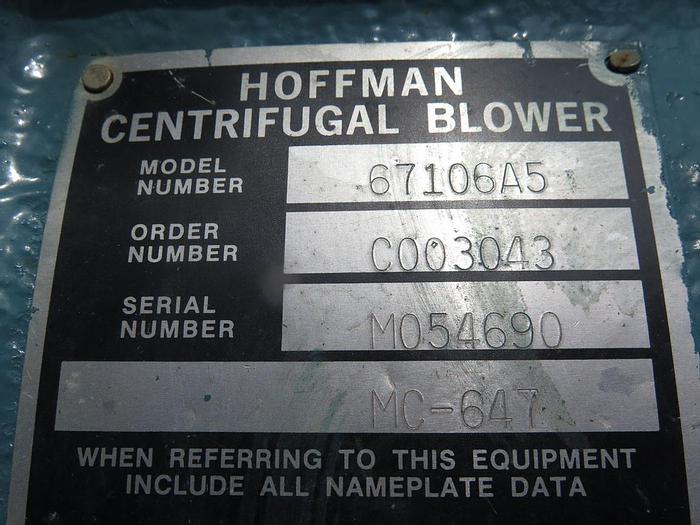 HOFFMAN
CENTRIFUGAL BLOWER
MODEL
NUMBER
67106A5
ORDER
NUMBER
C003043
SERIAL
NUMBER
M054690
MC-647
WHEN REFERRING TO THIS EQUIPMENT
INCLUDE ALL NAMEPLATE DATA